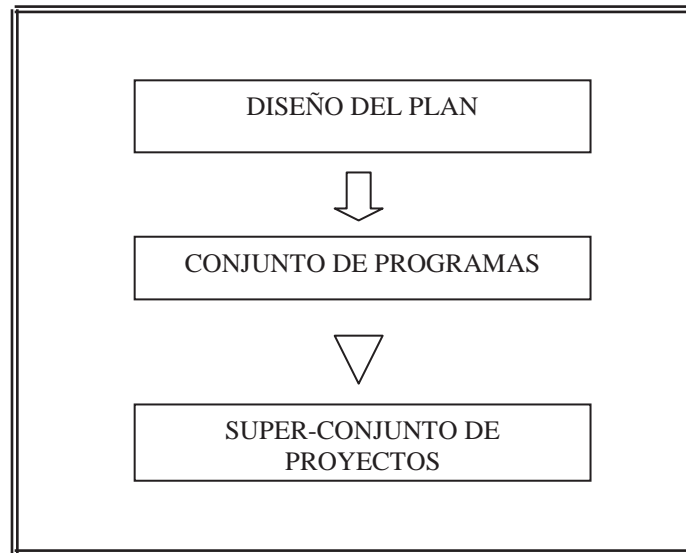 DISEÑO DEL PLAN
CONJUNTO DE PROGRAMAS
SUPER-CONJUNTO DE
PROYECTOS